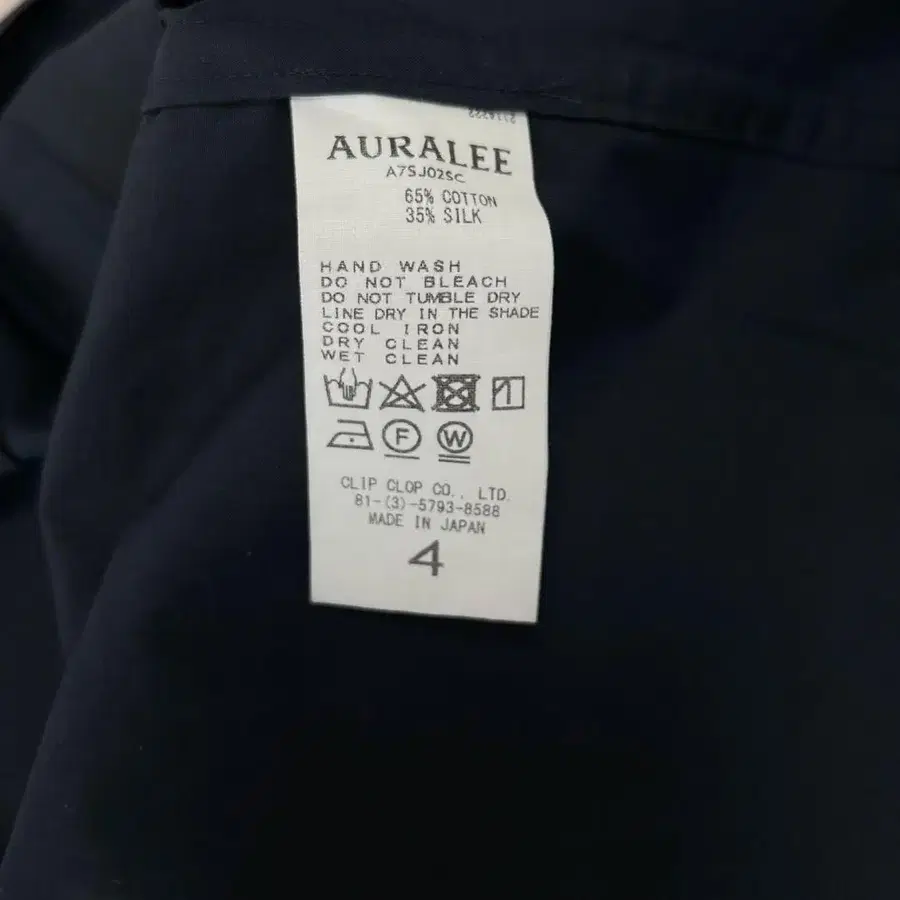 AURALEE
A7SJ02SC
65% COTTON
35% SILK
HAND WASH
DO NOT BLEACH
DO NOT TUMBLE DRY
LINE DRY IN THE SHADE
COOL IRON
DRY CLEAN
WET CLEAN
F W
CLIP CLOP CO., LTD.
81-(3)-5793-8588
MADE IN JAPAN
4